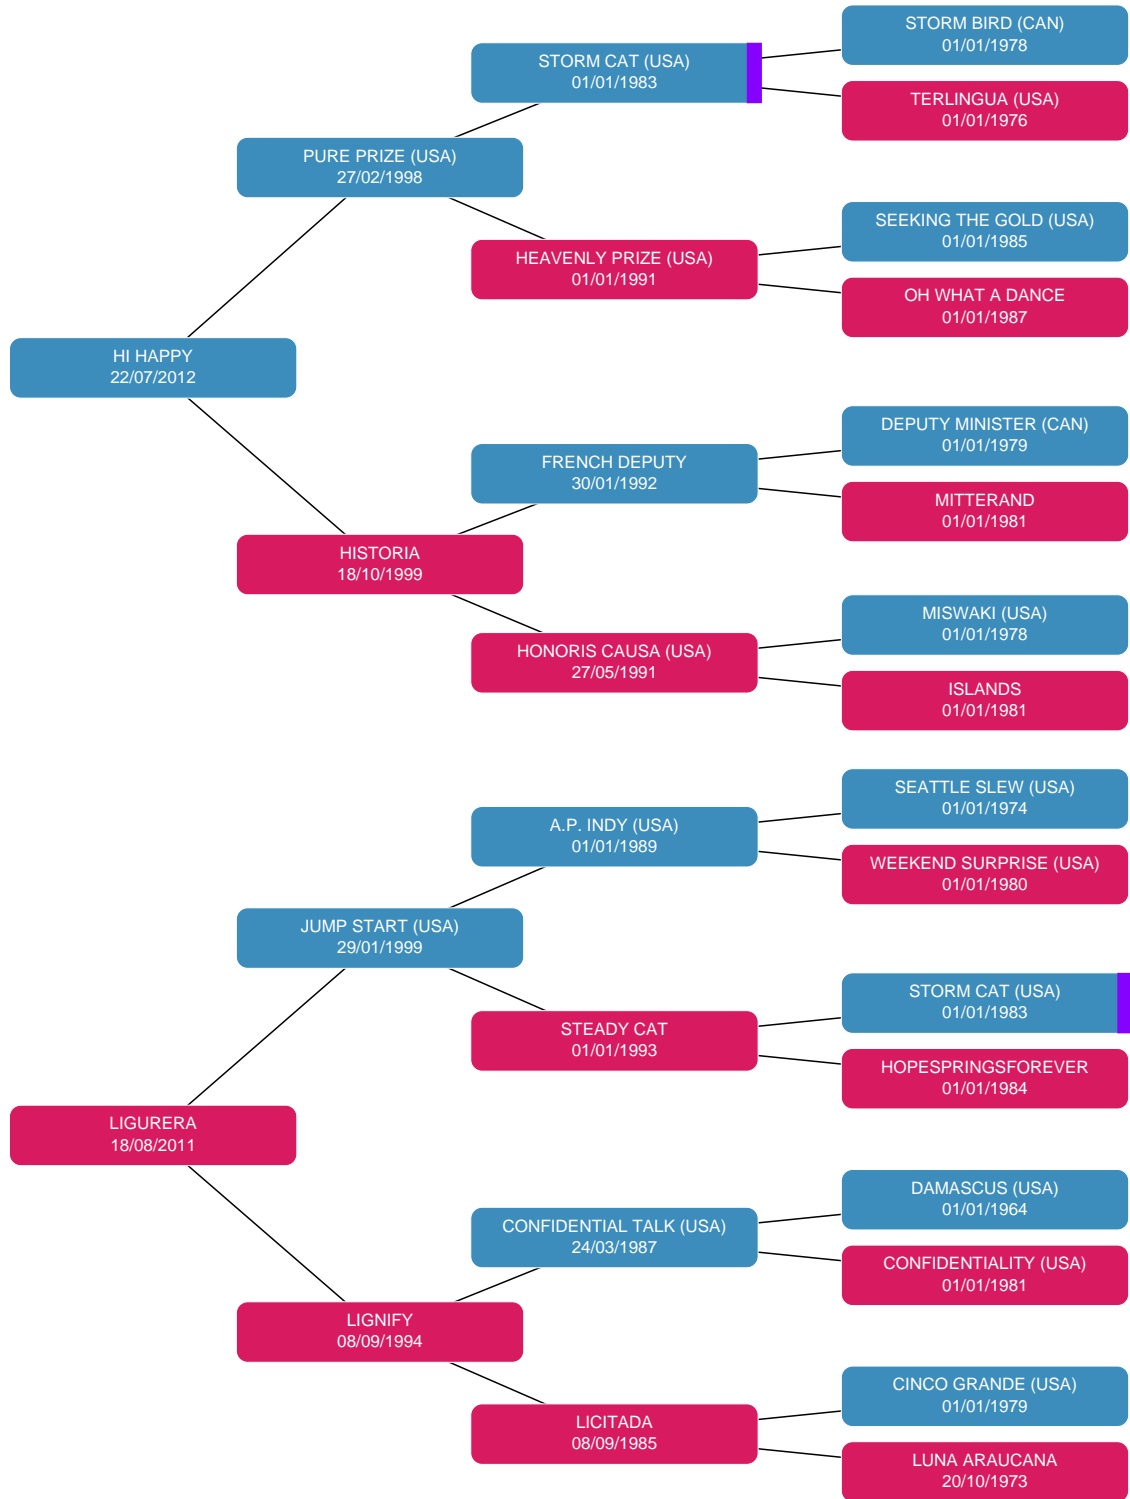 STORM BIRD (CAN)
01/01/1978
STORM CAT (USA)
01/01/1983
TERLINGUA (USA)
01/01/1976
PURE PRIZE (USA)
27/02/1998
SEEKING THE GOLD (USA)
01/01/1985
HEAVENLY PRIZE (USA)
01/01/1991
OH WHAT A DANCE
01/01/1987
HI HAPPY
22/07/2012
DEPUTY MINISTER (CAN)
01/01/1979
FRENCH DEPUTY
30/01/1992
MITTERAND
01/01/1981
HISTORIA
18/10/1999
MISWAKI (USA)
01/01/1978
HONORIS CAUSA (USA)
27/05/1991
ISLANDS
01/01/1981
SEATTLE SLEW (USA)
01/01/1974
A.P. INDY (USA)
01/01/1989
WEEKEND SURPRISE (USA)
01/01/1980
JUMP START (USA)
29/01/1999
STORM CAT (USA)
01/01/1983
STEADY CAT
01/01/1993
HOPESPRINGSFOREVER
01/01/1984
LIGURERA
18/08/2011
DAMASCUS (USA)
01/01/1964
CONFIDENTIAL TALK (USA)
24/03/1987
CONFIDENTIALITY (USA)
01/01/1981
LIGNIFY
08/09/1994
CINCO GRANDE (USA)
01/01/1979
LICITADA
08/09/1985
LUNA ARAUCANA
20/10/1973